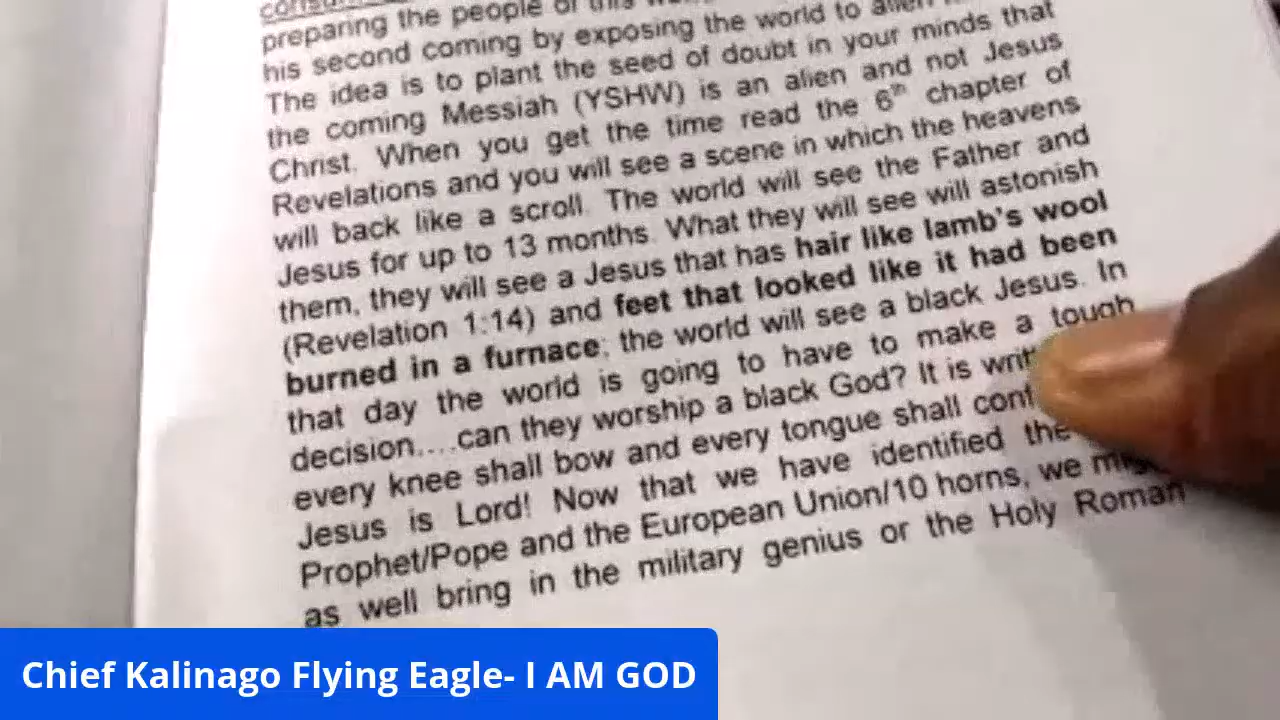 preparing the people of this
his second coming by exposing the world to alien
The idea is to plant the seed of doubt in your minds that
the coming Messiah (YSHW) is an alien and not Jesus
Christ. When you get the time read the 6th chapter of
Revelations and you will see a scene in which the heavens
will back like a scroll. The world will see the Father and
Jesus for up to 13 months. What they will see will astonish
them, they will see a Jesus that has hair like lamb's wool
(Revelation 1:14) and feet that looked like it had been
burned in a furnace; the world will see a black Jesus. In
that day the world is going to have to make a tough
decision....can they worship a black God? It is
every knee shall bow and every tongue shall
Jesus is Lord! Now that we have identified the
Prophet/Pope and the European Union/10 horns, we
as well bring in the military genius or the Holy Roman
Chief Kalinago Flying Eagle- I AM GOD